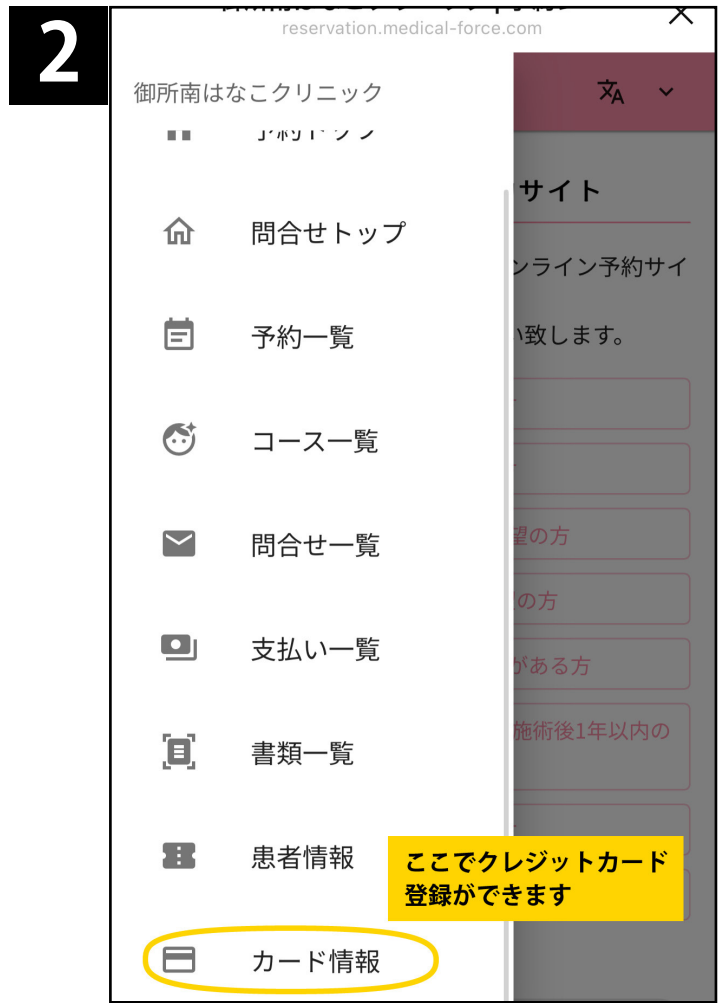 2
reservation.medical-force.com
御所南はなこクリニック
予約トップ
問合せトップ
予約一覧
コース一覧
問合せ一覧
支払い一覧
書類一覧
患者情報
カード情報
サイト
ンライン予約サイ
い致します。
望の方
の方
がある方
施術後1年以内の
ここでクレジットカード
登録ができます